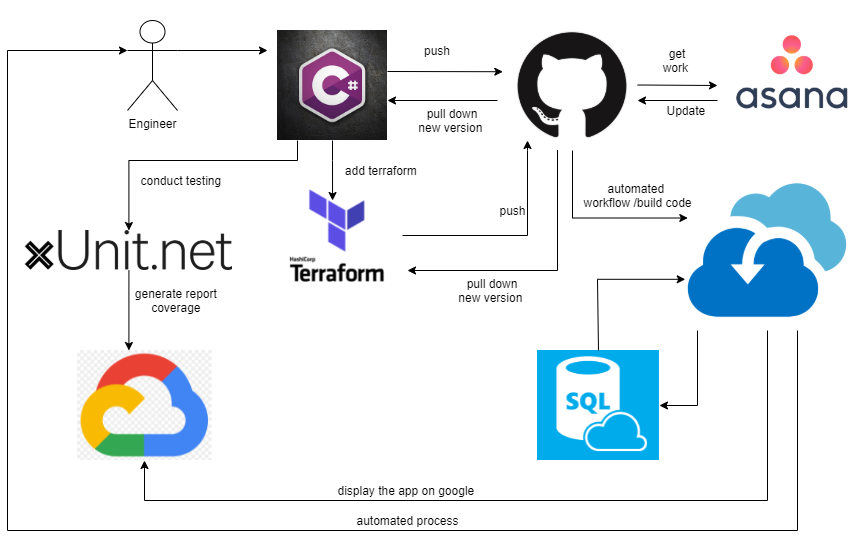 push
get
work
asana
C#
pull down
new version
Update
Engineer
add terraform
conduct testing
automated
workflow /build code
push
xUnit.net
HashiCorp
Terraform
pull down
new version
generate report
coverage
SQL
display the app on google
automated process